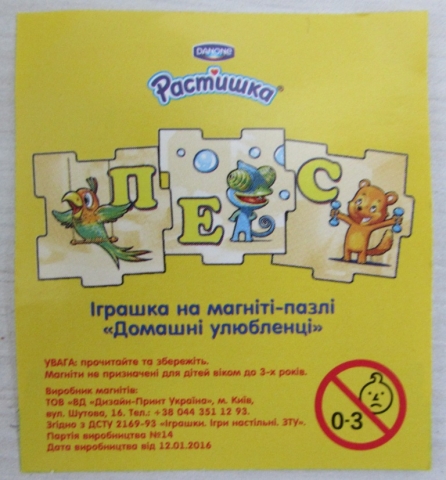 DANONE
Растишка®
П Е С
Іграшка на магніті-пазлі
«Домашні улюбленці»
УВАГА: прочитайте та збережіть.
Магніти не призначені для дітей віком до 3-х років.
Виробник магнітів:
ТОВ «ВД «Дизайн-Принт Україна», м. Київ,
вул. Шутова, 16. Тел.: +38 044 351 12 93.
Згідно з ДСТУ 2169-93 «Іграшки. Ігри настільні. ЗТУ».
Партія виробництва №14
Дата виробництва від 12.01.2016
0-3